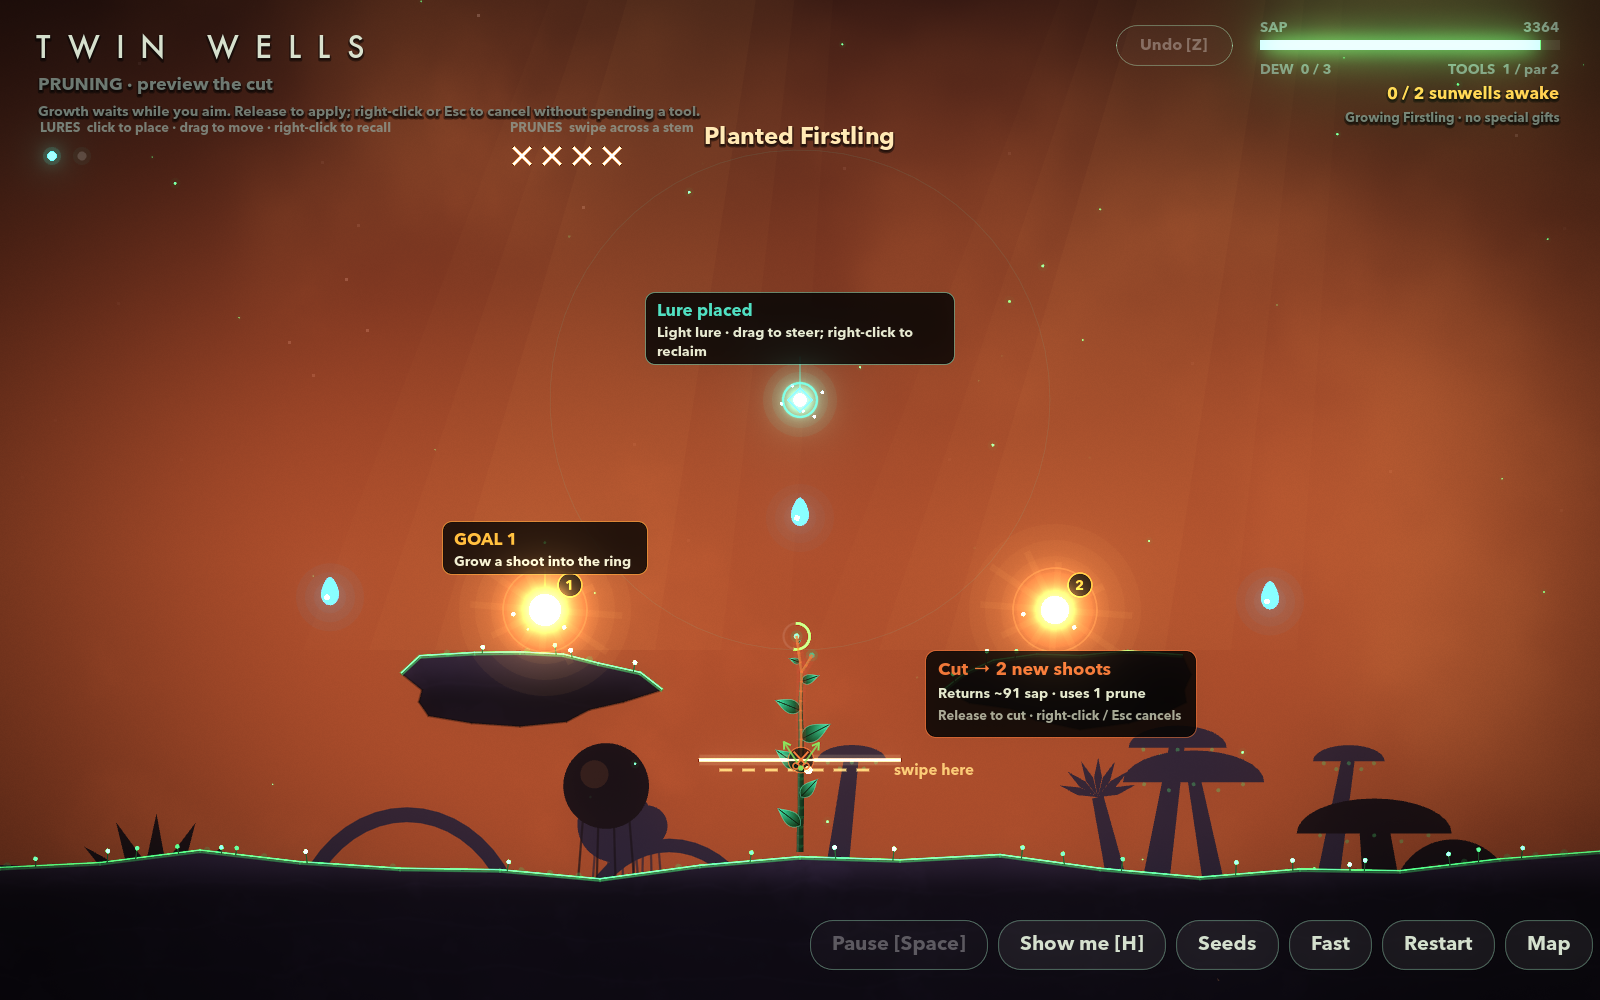 TWIN WELLS
PRUNING · preview the cut
Growth waits while you aim. Release to apply; right-click or Esc to cancel without spending a tool.
LURES click to place · drag to move · right-click to recall
PRUNES swipe across a stem
Planted Firstling
Undo [Z]
SAP 3364
DEW 0 / 3
TOOLS 1 / par 2
0 / 2 sunwells awake
Growing Firstling · no special gifts
Lure placed
Light lure · drag to steer; right-click to
reclaim
GOAL 1
Grow a shoot into the ring
1
2
Cut → 2 new shoots
Returns ~91 sap · uses 1 prune
Release to cut · right-click / Esc cancels
swipe here
Pause [Space]
Show me [H]
Seeds
Fast
Restart
Map